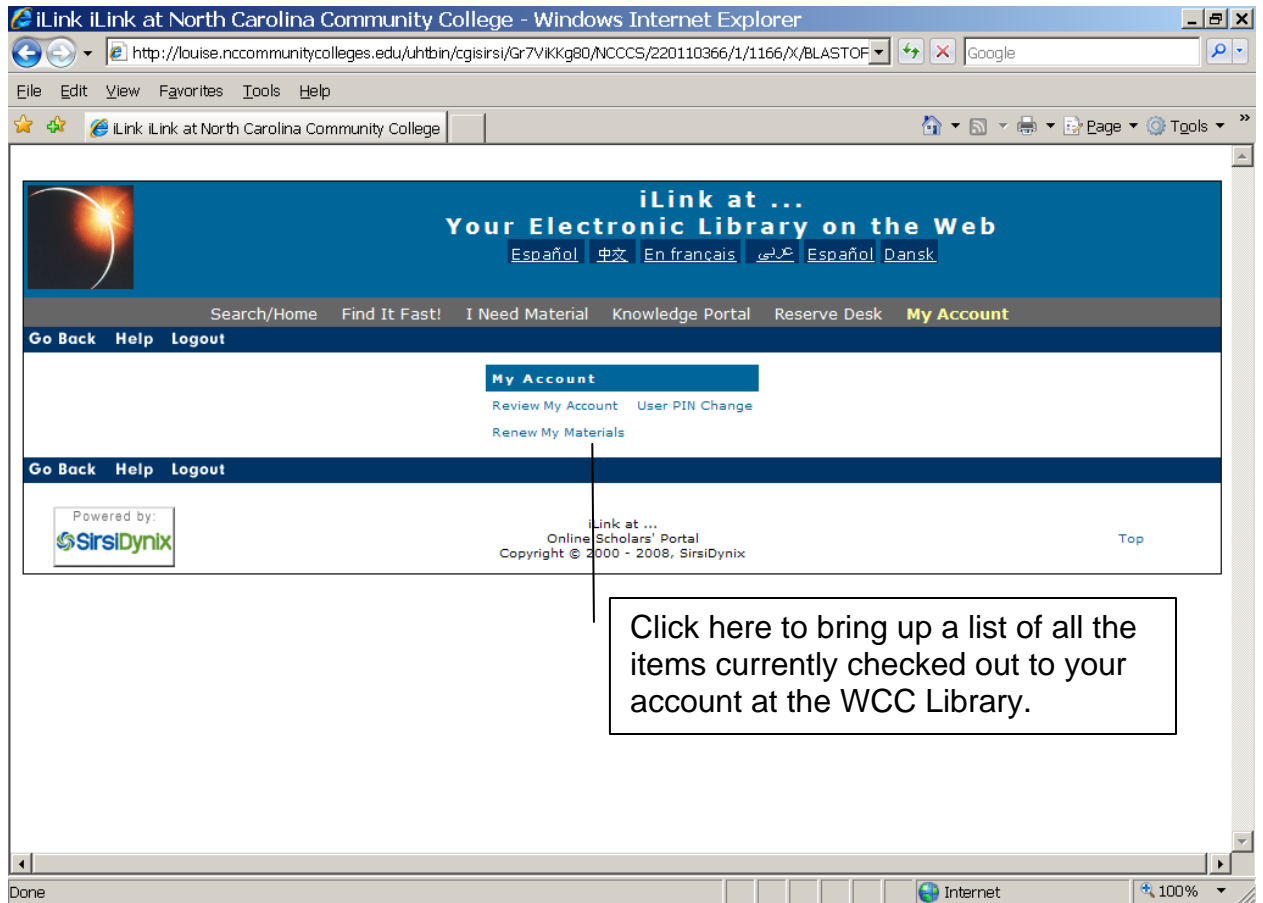 iLink iLink at North Carolina Community College - Windows Internet Explorer
http://louise.nccommunitycolleges.edu/uhtbin/cgisirsi/Gr7ViKKg80/NCCCS/220110366/1/1166/X/BLASTOF
Google
File Edit View Favorites Tools Help
iLink iLink at North Carolina Community College
Page Tools »
iLink at ...
Your Electronic Library on the Web
Español 中文 En français عربى Español Dansk
Search/Home Find It Fast! I Need Material Knowledge Portal Reserve Desk My Account
Go Back Help Logout
My Account
Review My Account User PIN Change
Renew My Materials
Go Back Help Logout
Powered by:
SirsiDynix
iLink at ...
Online Scholars' Portal
Copyright © 2000 - 2008, SirsiDynix
Top
Click here to bring up a list of all the
items currently checked out to your
account at the WCC Library.
Done
Internet
100%